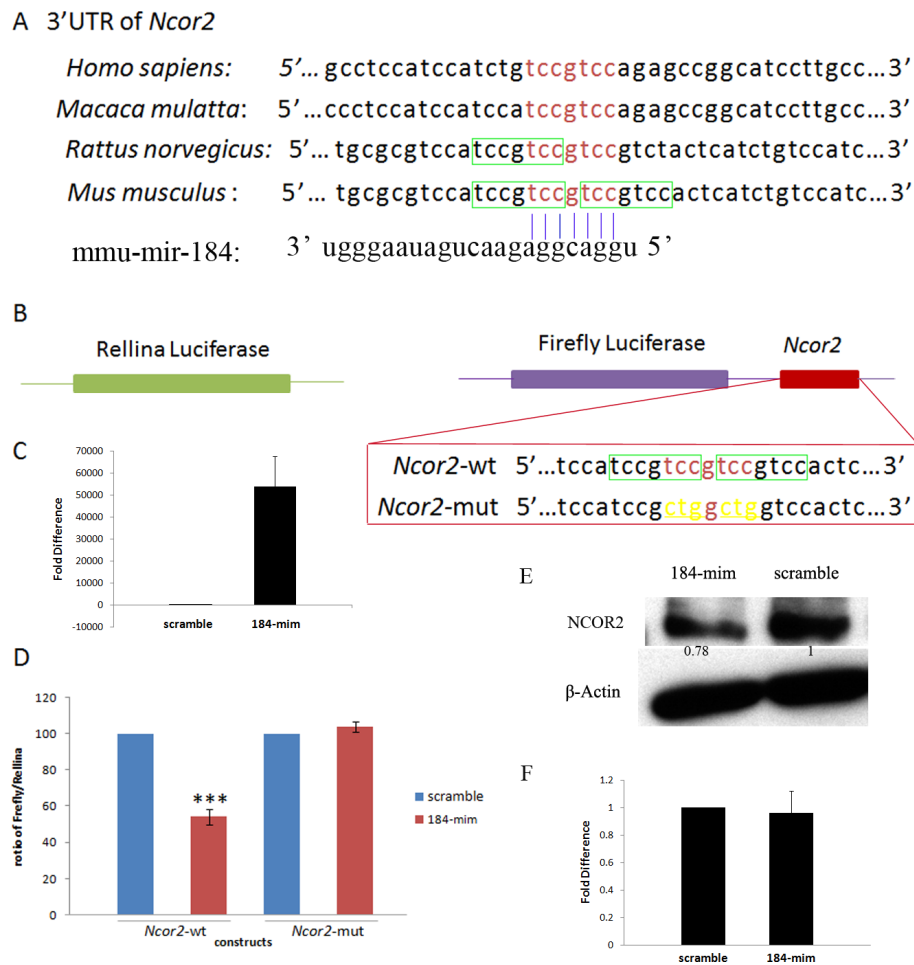 A 3'UTR of Ncor2
Homo sapiens: 5'... gcctccatccatctgtccgtccagagccggcatccttgcc...3'
Macaca mulatta: 5'... ccctccatccatccatccgtccagagccggcatccttgcc...3'
Rattus norvegicus: 5'... tgcgcgtccatccgtccgtccgtctactcatctgtccatc...3'
Mus musculus : 5'... tgcgcgtccatccgtccgtccgtccactcatctgtccatc...3'
mmu-mir-184: 3' ugggaauagucaagaggcaggu 5'
B
Rellina Luciferase
Firefly Luciferase
Ncor2
Ncor2-wt 5'...tccatccgtccgtccgtccactc...3'
Ncor2-mut 5'...tccatccgctggctggtccactc...3'
C
Fold Difference
70000
60000
50000
40000
30000
20000
10000
0
-10000
scramble
184-mim
D
rotio of Frefly/Rellina
120
100
80
60
40
20
0
***
Ncor2-wt
Ncor2-mut
constructs
scramble
184-mim
E
184-mim
scramble
NCOR2
0.78
1
β-Actin
F
Fold Difference
1.2
1
0.8
0.6
0.4
0.2
0
scramble
184-mim